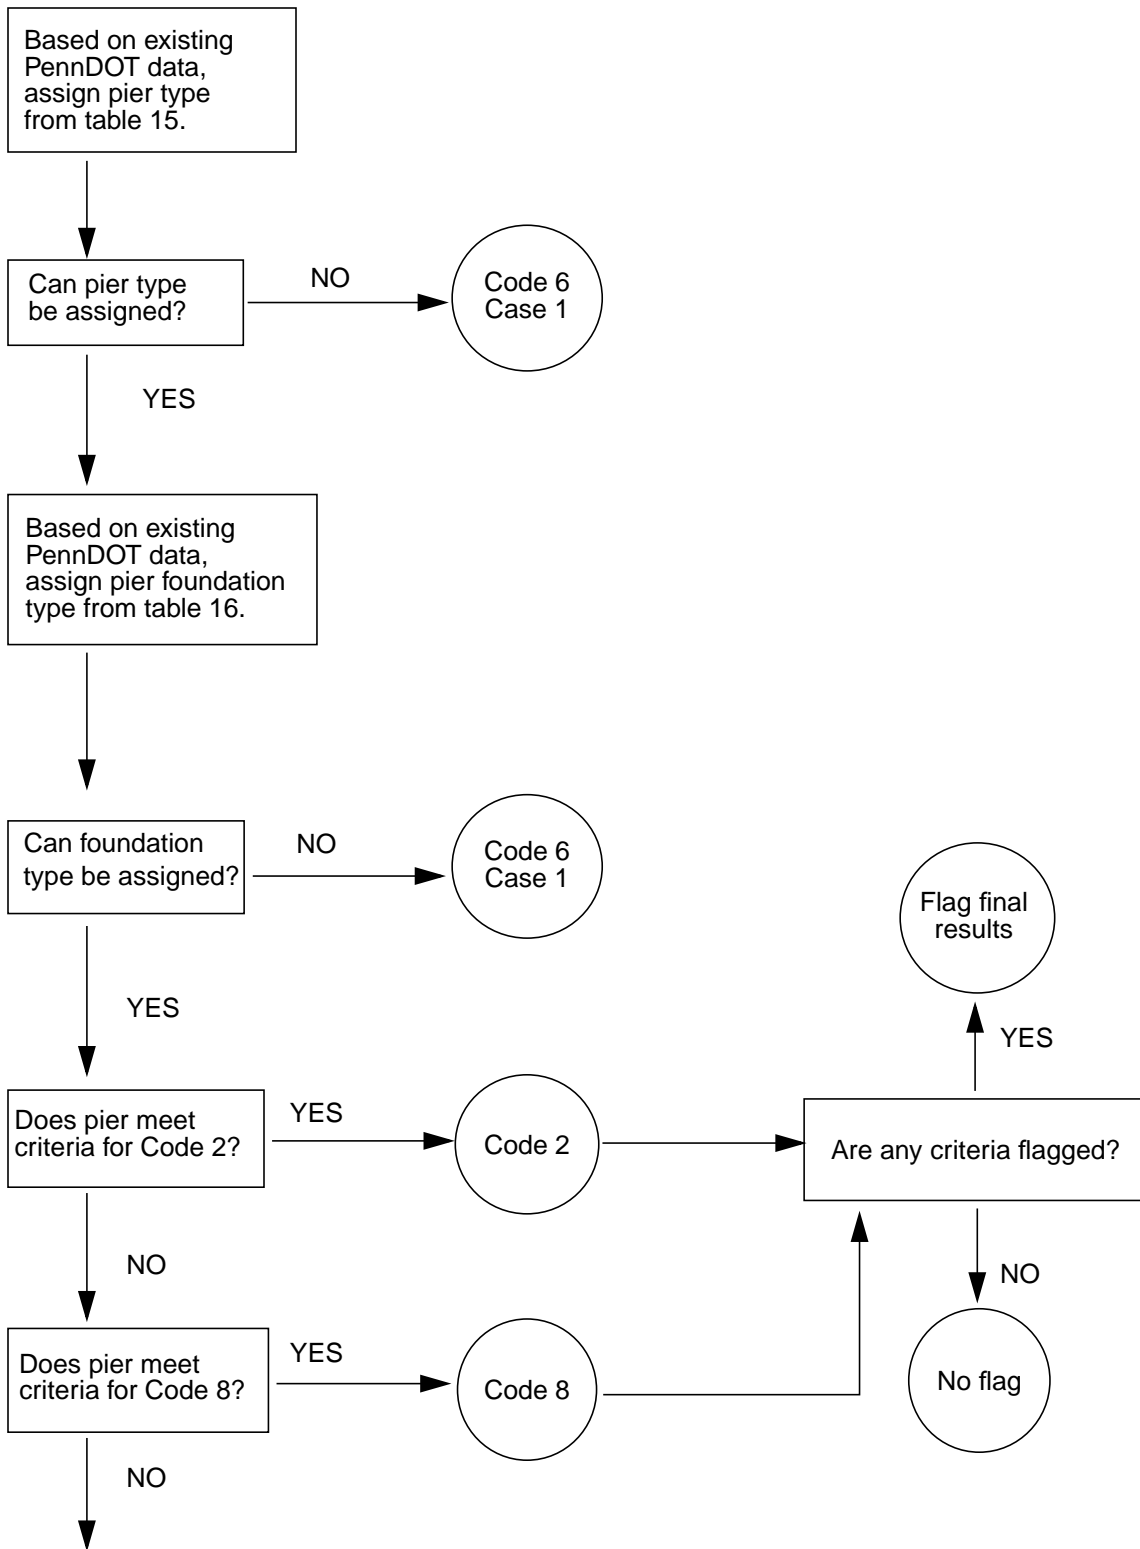 Based on existing
PennDOT data,
assign pier type
from table 15.
Can pier type
be assigned?
NO
Code 6
Case 1
YES
Based on existing
PennDOT data,
assign pier foundation
type from table 16.
Can foundation
type be assigned?
NO
Code 6
Case 1
Flag final
results
YES
YES
Does pier meet
criteria for Code 2?
YES
Code 2
Are any criteria flagged?
NO
NO
Does pier meet
criteria for Code 8?
YES
Code 8
No flag
NO